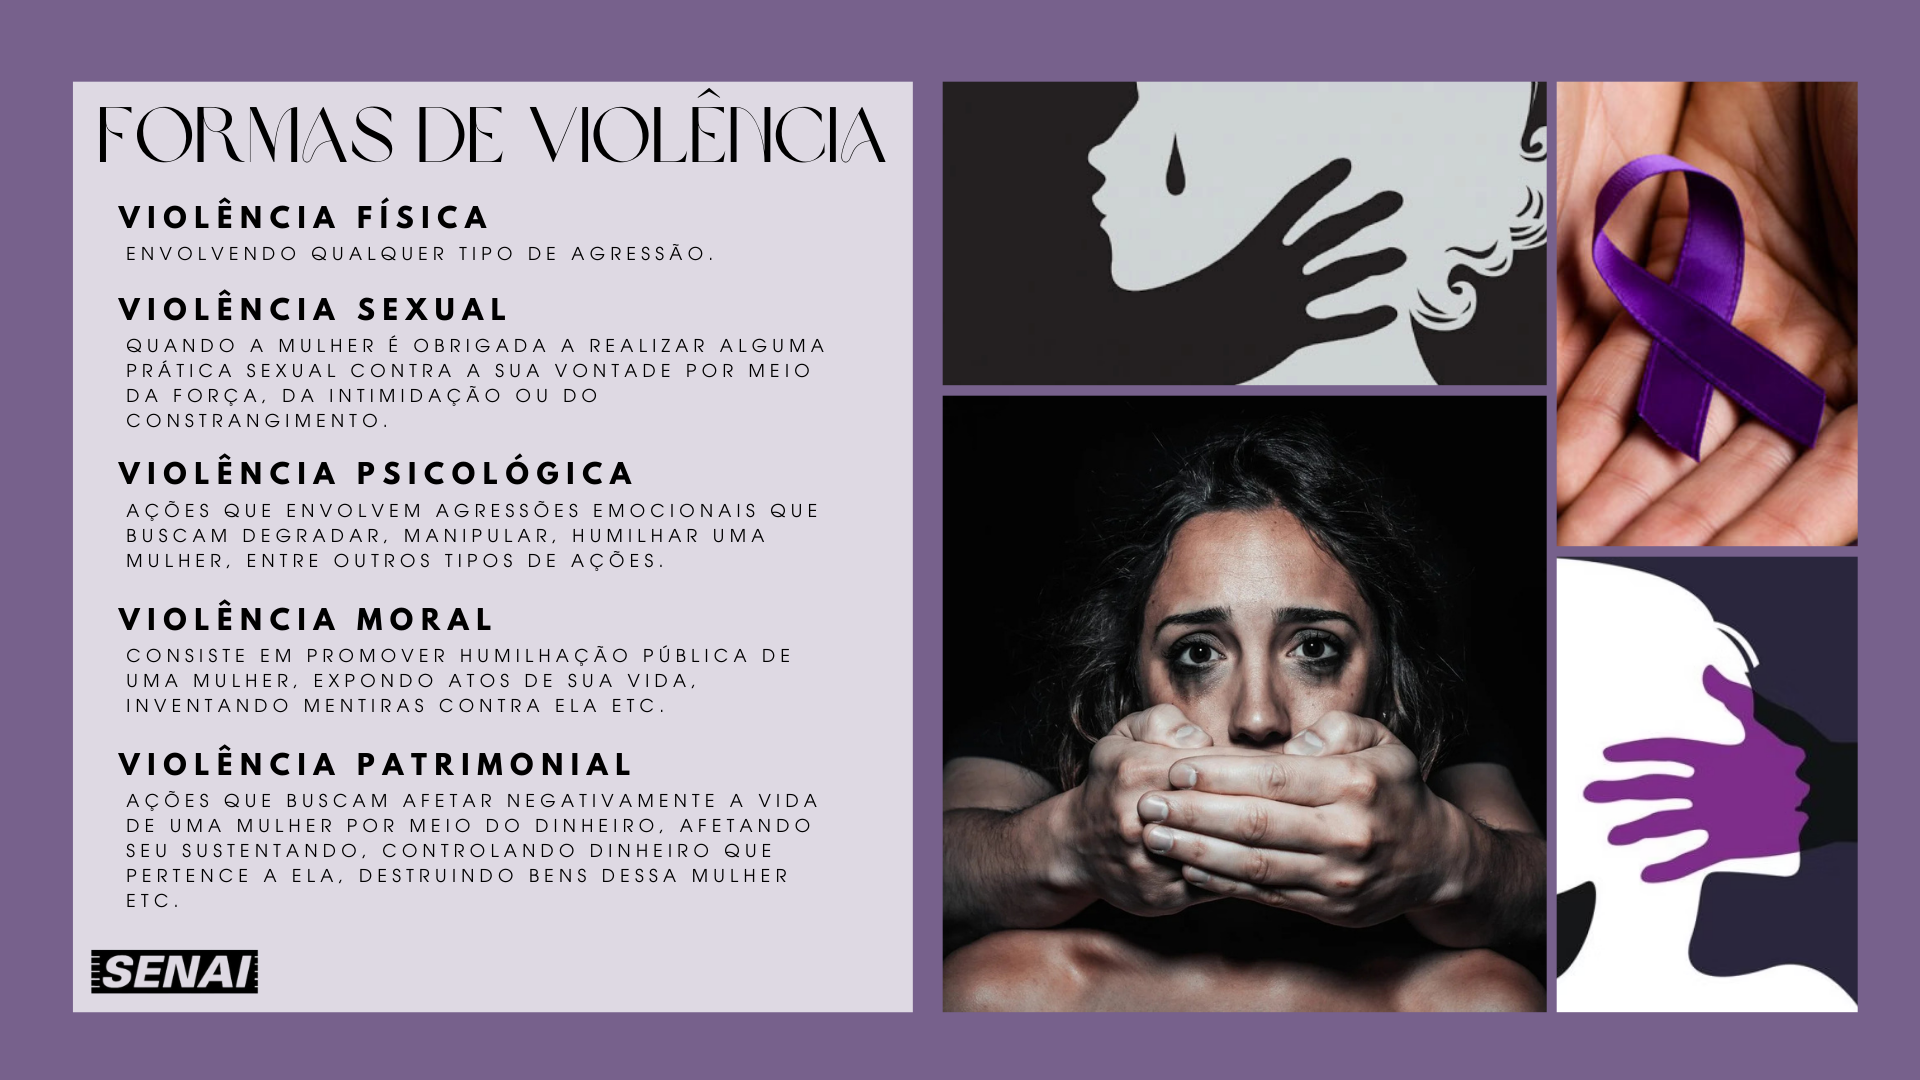 FORMAS DE VIOLÊNCIA
VIOLÊNCIA FÍSICA
ENVOLVENDO QUALQUER TIPO DE AGRESSÃO.
VIOLÊNCIA SEXUAL
QUANDO A MULHER É OBRIGADA A REALIZAR ALGUMA
PRÁTICA SEXUAL CONTRA A SUA VONTADE POR MEIO
DA FORÇA, DA INTIMIDAÇÃO OU DO
CONSTRANGIMENTO.
VIOLÊNCIA PSICOLÓGICA
AÇÕES QUE ENVOLVEM AGRESSÕES EMOCIONAIS QUE
BUSCAM DEGRADAR, MANIPULAR, HUMILHAR UMA
MULHER, ENTRE OUTROS TIPOS DE AÇÕES.
VIOLÊNCIA MORAL
CONSISTE EM PROMOVER HUMILHAÇÃO PÚBLICA DE
UMA MULHER, EXPONDO ATOS DE SUA VIDA,
INVENTANDO MENTIRAS CONTRA ELA ETC.
VIOLÊNCIA PATRIMONIAL
AÇÕES QUE BUSCAM AFETAR NEGATIVAMENTE A VIDA
DE UMA MULHER POR MEIO DO DINHEIRO, AFETANDO
SEU SUSTENTANDO, CONTROLANDO DINHEIRO QUE
PERTENCE A ELA, DESTRUINDO BENS DESSA MULHER
ETC.
SENAI